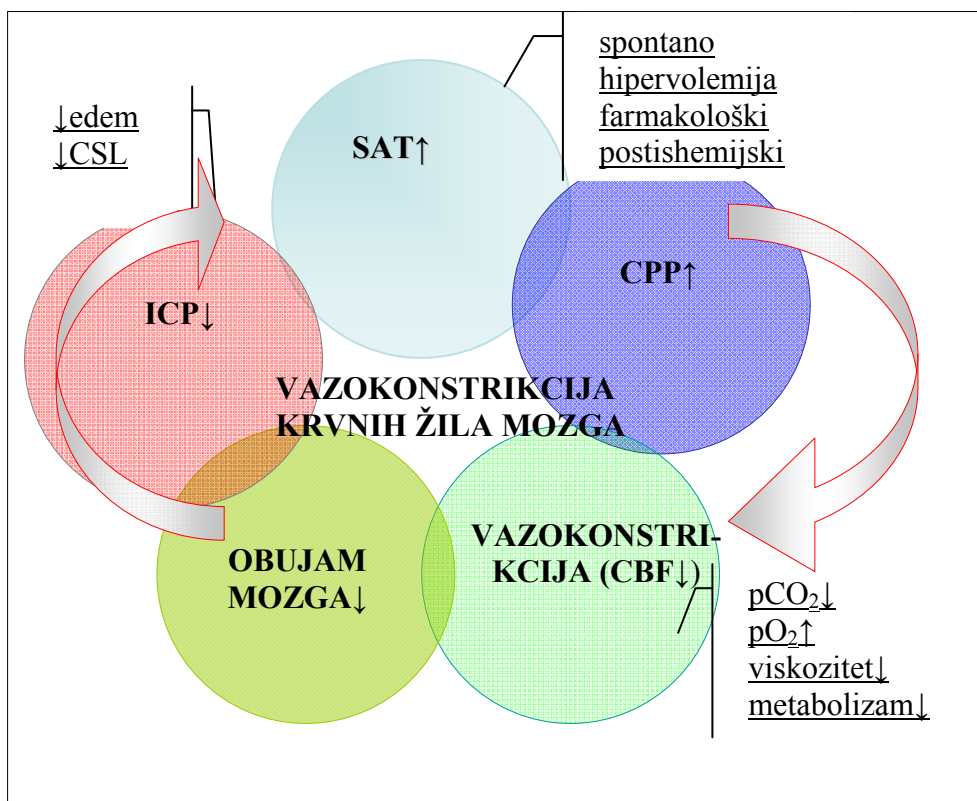 spontano
hipervolemija
farmakološki
postishemijski
↓edem
↓CSL
SAT↑
CPP↑
ICP↓
VAZOKONSTRIKCIJA
KRVNIH ŽILA MOZGA
VAZOKONSTRI-
KCIJA (CBF↓)
OBUJAM
MOZGA↓
pCO₂↓
pO₂↑
viskozitet↓
metabolizam↓